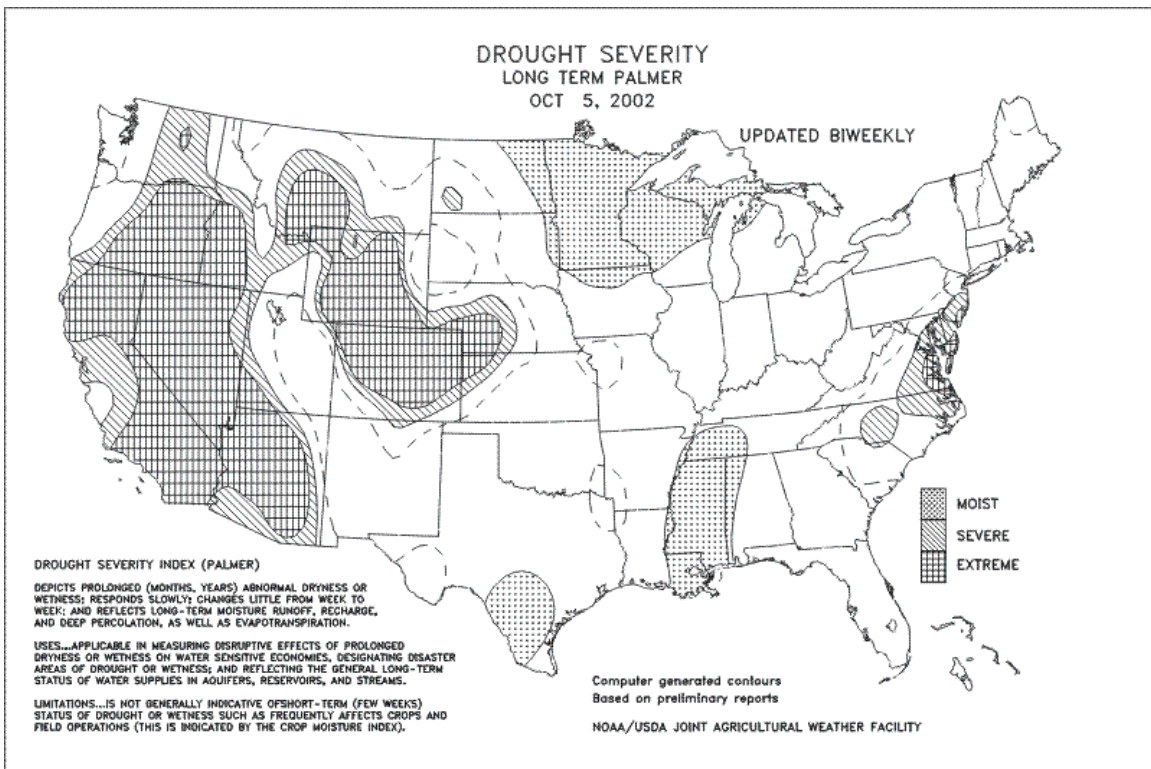 DROUGHT SEVERITY
LONG TERM PALMER
OCT 5, 2002
UPDATED BIWEEKLY
MOIST
SEVERE
EXTREME
DROUGHT SEVERITY INDEX (PALMER)
DEPICTS PROLONGED (MONTHS, YEARS) ABNORMAL DRYNESS OR
WETNESS; RESPONDS SLOWLY; CHANGES LITTLE FROM WEEK TO
WEEK; AND REFLECTS LONG-TERM MOISTURE RUNOFF, RECHARGE,
AND DEEP PERCOLATION, AS WELL AS EVAPOTRANSPIRATION.
USES...APPLICABLE IN MEASURING DISRUPTIVE EFFECTS OF PROLONGED
DRYNESS OR WETNESS ON WATER SENSITIVE ECONOMIES, DESIGNATING DISASTER
AREAS OF DROUGHT OR WETNESS; AND REFLECTING THE GENERAL LONG-TERM
STATUS OF WATER SUPPLIES IN AQUIFERS, RESERVOIRS, AND STREAMS.
LIMITATIONS...IS NOT GENERALLY INDICATIVE OFSHORT-TERM (FEW WEEKS)
STATUS OF DROUGHT OR WETNESS SUCH AS FREQUENTLY AFFECTS CROPS AND
FIELD OPERATIONS (THIS IS INDICATED BY THE CROP MOISTURE INDEX).
Computer generated contours
Based on preliminary reports
NOAA/USDA JOINT AGRICULTURAL WEATHER FACILITY